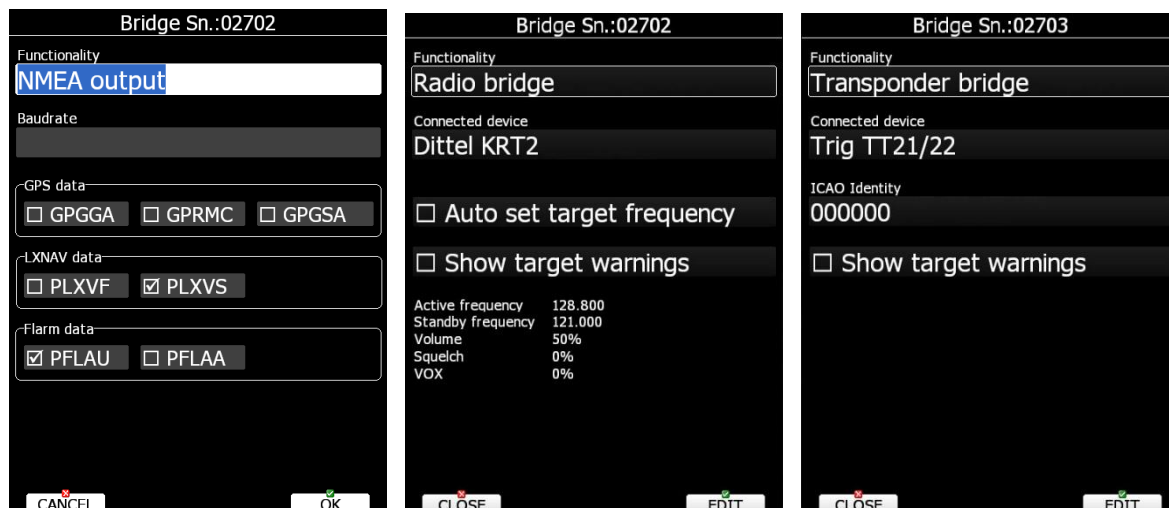 Bridge Sn.:02702
Functionality
NMEA output
Baudrate
GPS data
GPGGA GPRMC GPGSA
LXNAV data
PLXVF PLXVS
Flarm data
PFLAU PFLAA
CANCEL OK
Bridge Sn.:02702
Functionality
Radio bridge
Connected device
Dittel KRT2
Auto set target frequency
Show target warnings
Active frequency 128.800
Standby frequency 121.000
Volume 50%
Squelch 0%
VOX 0%
CLOSE EDIT
Bridge Sn.:02703
Functionality
Transponder bridge
Connected device
Trig TT21/22
ICAO Identity
000000
Show target warnings
CLOSE EDIT